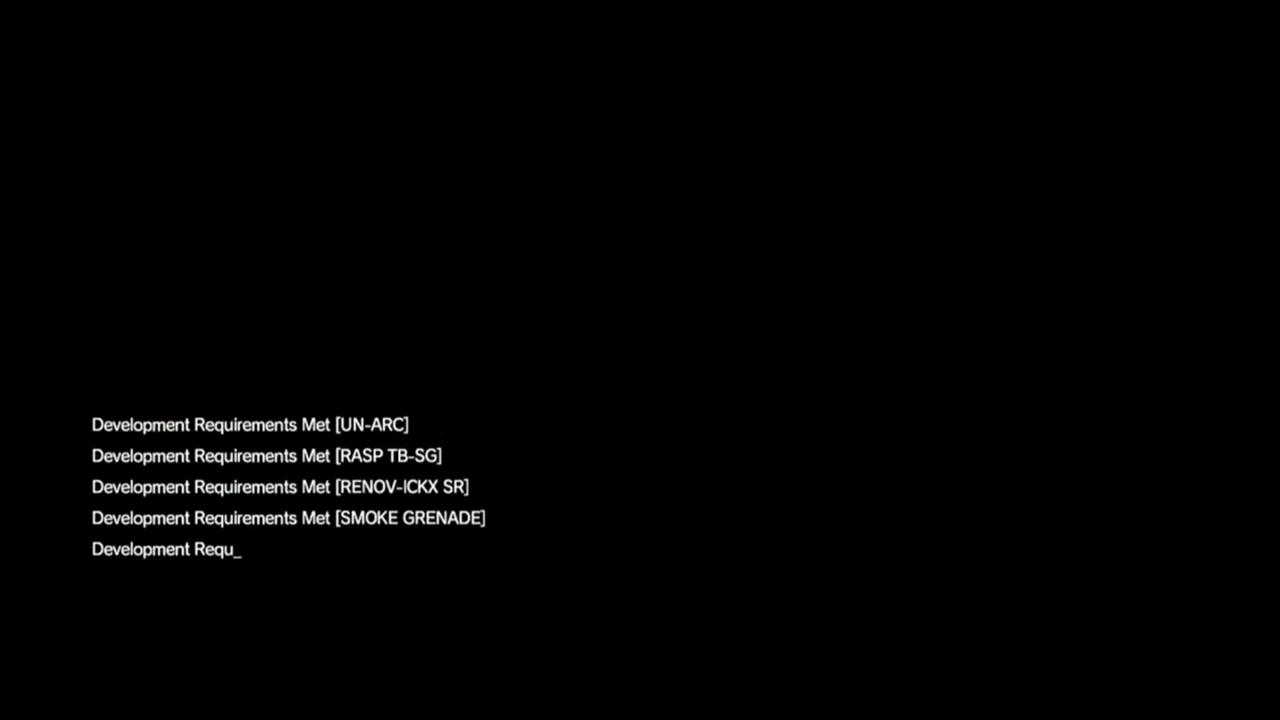 Development Requirements Met [UN-ARC]
Development Requirements Met [RASP TB-SG]
Development Requirements Met [RENOV-ICKX SR]
Development Requirements Met [SMOKE GRENADE]
Development Requ_